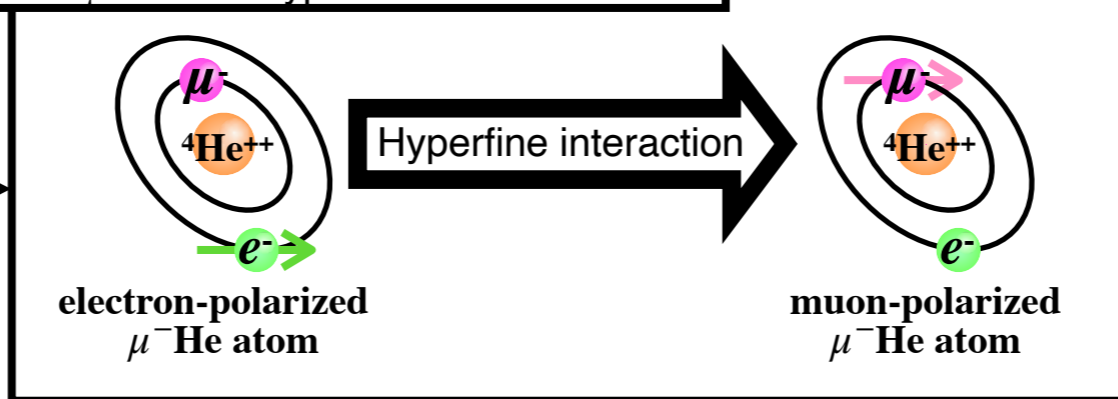 μ-
μ-
⁴He⁺⁺
Hyperfine interaction
⁴He⁺⁺
e-
e-
electron-polarized
μ⁻He atom
muon-polarized
μ⁻He atom